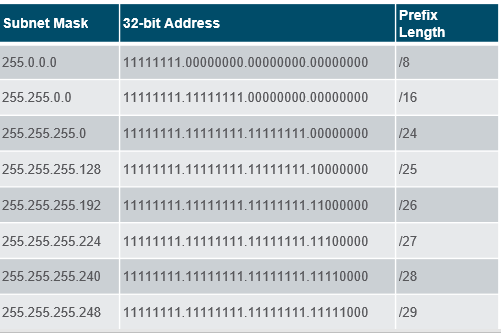 Subnet Mask 32-bit Address Prefix Length
255.0.0.0 11111111.00000000.00000000.00000000 /8
255.255.0.0 11111111.11111111.00000000.00000000 /16
255.255.255.0 11111111.11111111.11111111.00000000 /24
255.255.255.128 11111111.11111111.11111111.10000000 /25
255.255.255.192 11111111.11111111.11111111.11000000 /26
255.255.255.224 11111111.11111111.11111111.11100000 /27
255.255.255.240 11111111.11111111.11111111.11110000 /28
255.255.255.248 11111111.11111111.11111111.11111000 /29